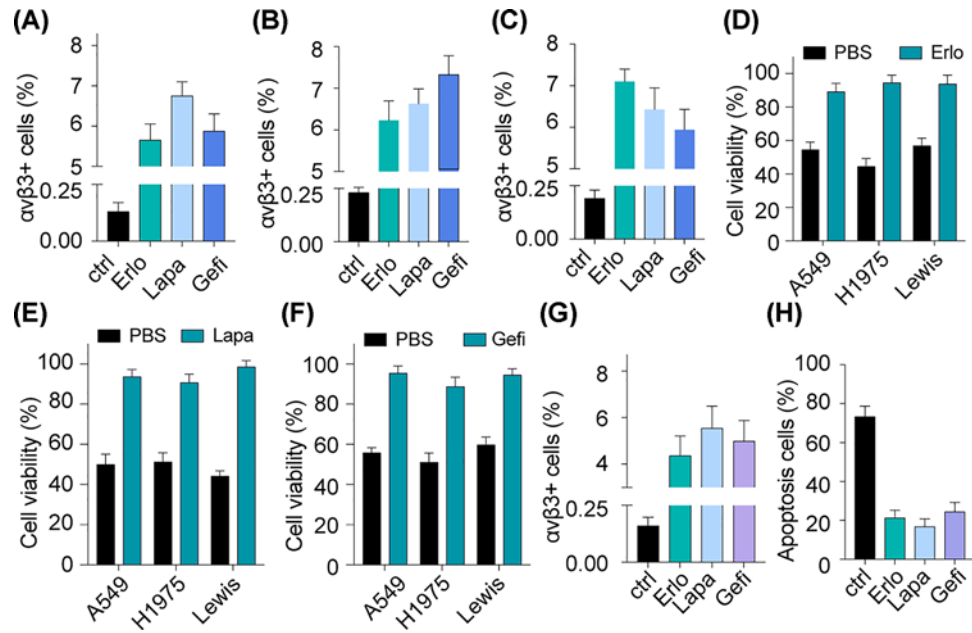 (A)
αvβ3+ cells (%)
8
7
6
5
0.25
0.00
ctrl
Erlo
Lapa
Gefi
(B)
αvβ3+ cells (%)
8
7
6
5
0.25
0.00
ctrl
Erlo
Lapa
Gefi
(C)
αvβ3+ cells (%)
8
7
6
5
0.25
0.00
ctrl
Erlo
Lapa
Gefi
(D)
PBS Erlo
Cell viability (%)
100
80
60
40
20
0
A549
H1975
Lewis
(E)
PBS Lapa
Cell viability (%)
100
80
60
40
20
0
A549
H1975
Lewis
(F)
PBS Gefi
Cell viability (%)
100
80
60
40
20
0
A549
H1975
Lewis
(G)
αvβ3+ cells (%)
8
6
4
0.25
0.00
ctrl
Erlo
Lapa
Gefi
(H)
Apoptosis cells (%)
80
60
40
20
0
ctrl
Erlo
Lapa
Gefi